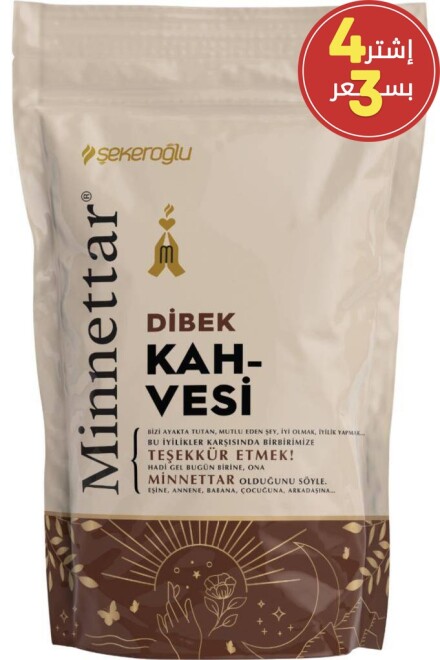 إشتر 4
بسعر 3
şekeroğlu
Minnettar®
m
DİBEK
KAH-
VESİ
BİZİ AYAKTA TUTAN, MUTLU EDEN ŞEY, İYİ OLMAK, İYİLİK YAPMAK...
BU İYİLİKLER KARŞISINDA BİRBİRİMİZE
TEŞEKKÜR ETMEK!
HADİ GEL BUGÜN BİRİNE, ONA
MİNNETTAR OLDUĞUNU SÖYLE.
EŞİNE, ANNENE, BABANA, ÇOCUĞUNA, ARKADAŞINA...